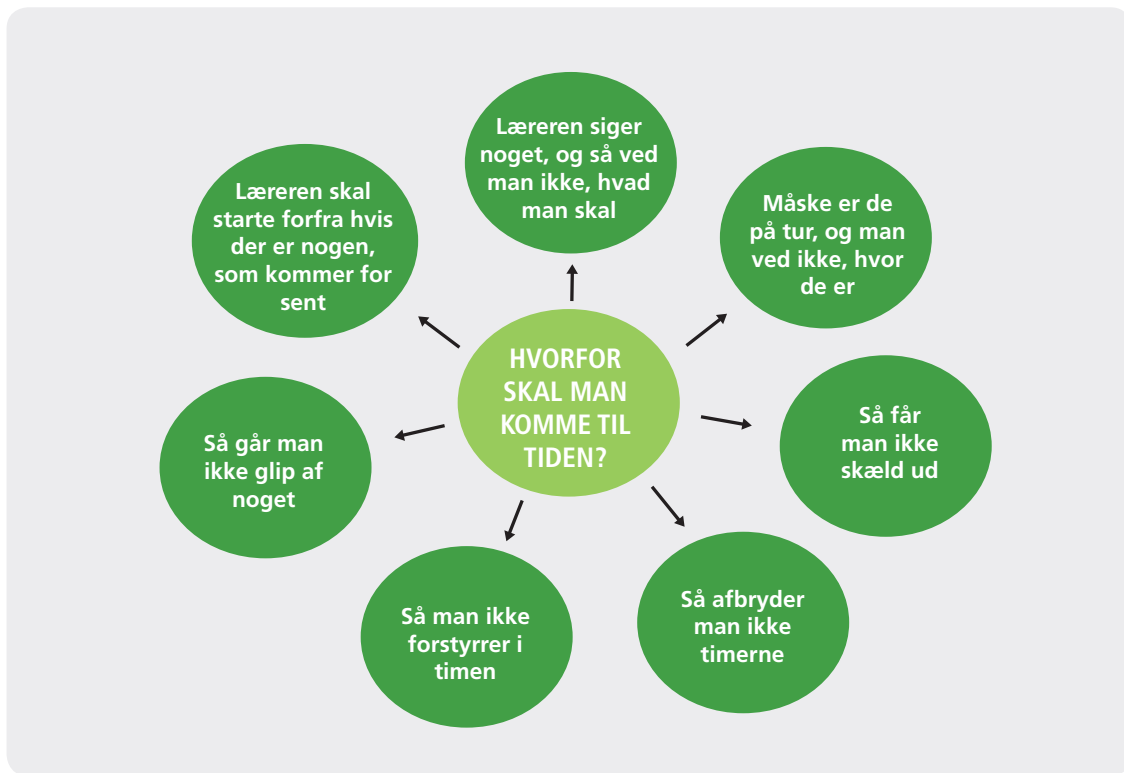 Læreren siger
noget, og så ved
man ikke, hvad
man skal
Læreren skal
starte forfra hvis
der er nogen,
som kommer for
sent
Måske er de
på tur, og man
ved ikke, hvor
de er
HVORFOR
SKAL MAN
KOMME TIL
TIDEN?
Så får
man ikke
skæld ud
Så går man
ikke glip af
noget
Så afbryder
man ikke
timerne
Så man ikke
forstyrrer i
timen